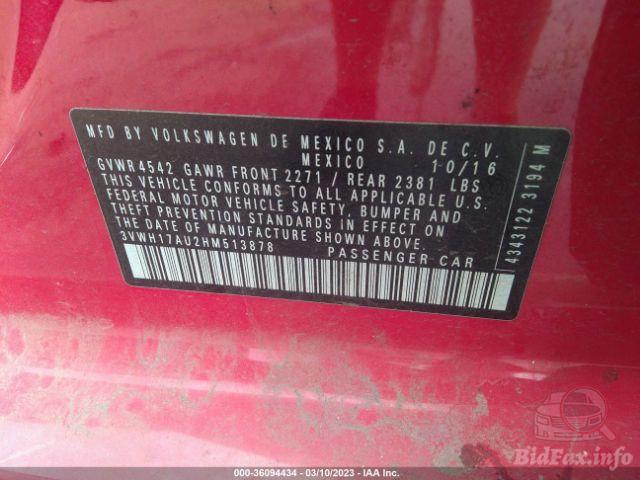 MFD BY VOLKSWAGEN DE MEXICO S.A. DE C.V.
MEXICO 10/16
GVWR 4542 GAWR FRONT 2271 / REAR 2381 LBS
THIS VEHICLE CONFORMS TO ALL APPLICABLE
FEDERAL MOTOR VEHICLE SAFETY, BUMPER AND
THEFT PREVENTION STANDARDS IN EFFECT ON
THE DATE OF MANUFACTURE SHOWN ABOVE.
3VWH17AU2HM513878 PASSENGER CAR
4343122 3194 M
000-36094434 - 03/10/2023 - IAA Inc.
BidFax.info